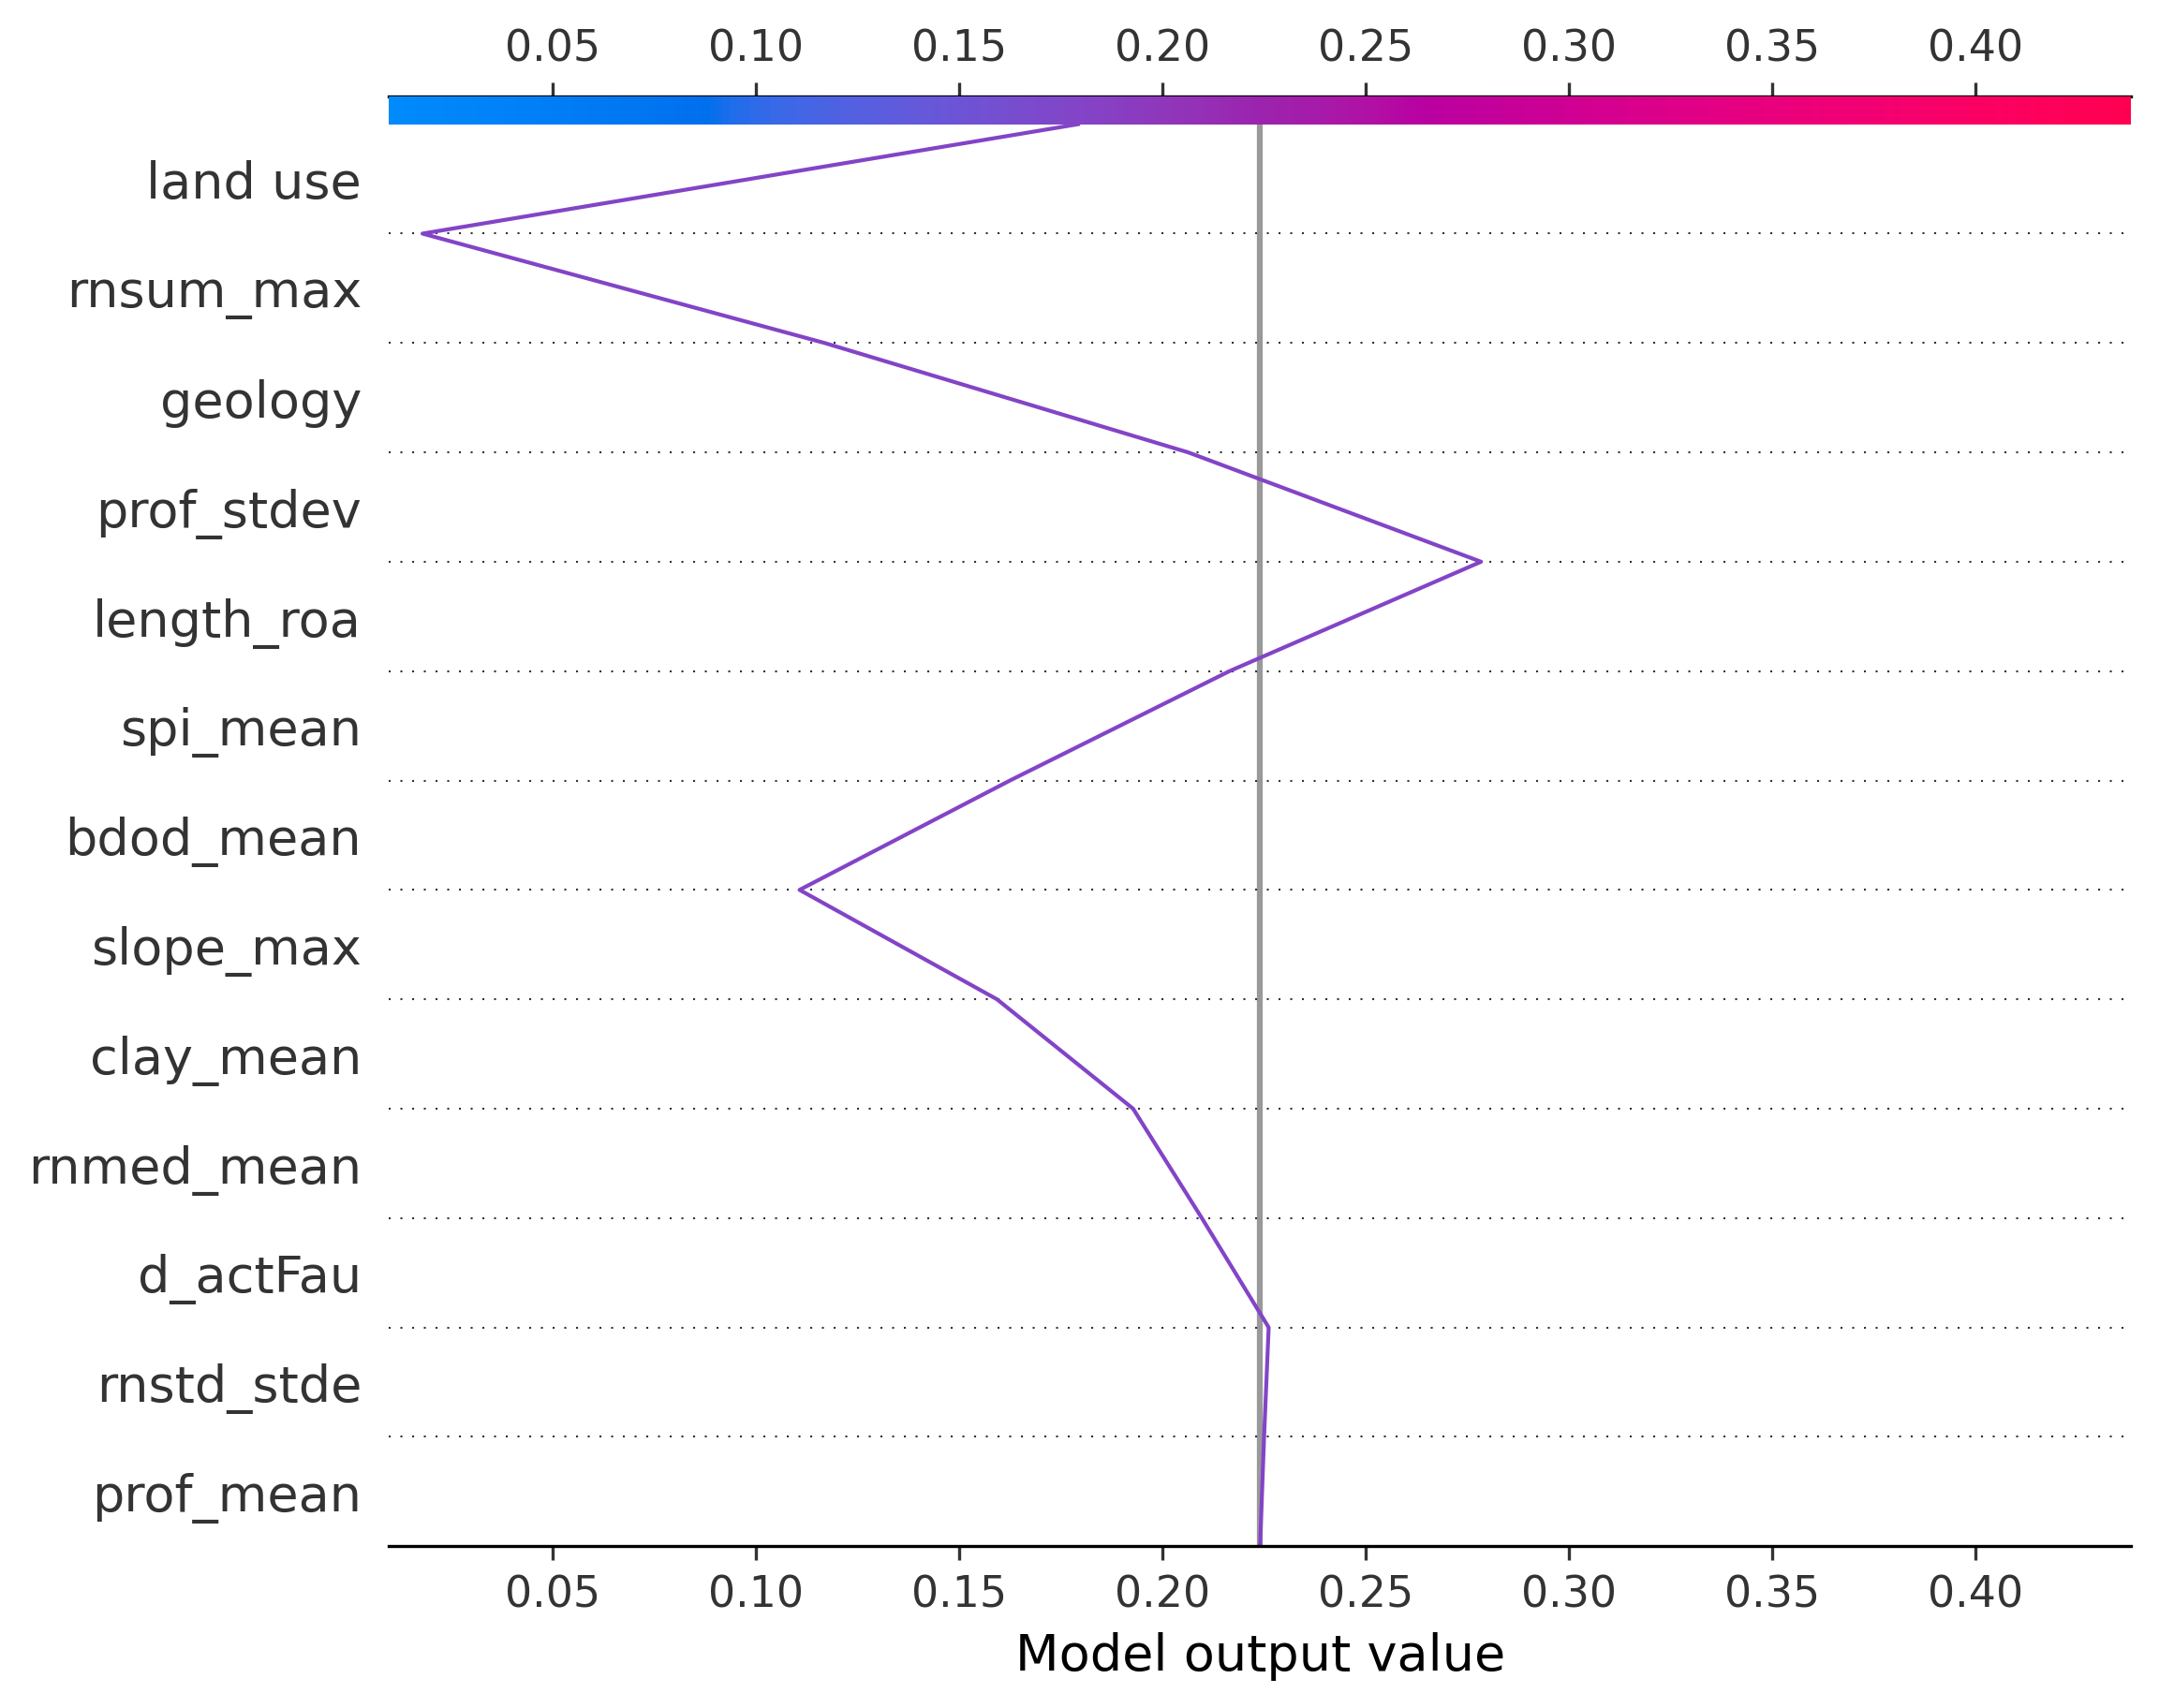 0.05 0.10 0.15 0.20 0.25 0.30 0.35 0.40
land use
rnsum_max
geology
prof_stdev
length_roa
spi_mean
bdod_mean
slope_max
clay_mean
rnmed_mean
d_actFau
rnstd_stde
prof_mean
0.05 0.10 0.15 0.20 0.25 0.30 0.35 0.40
Model output value